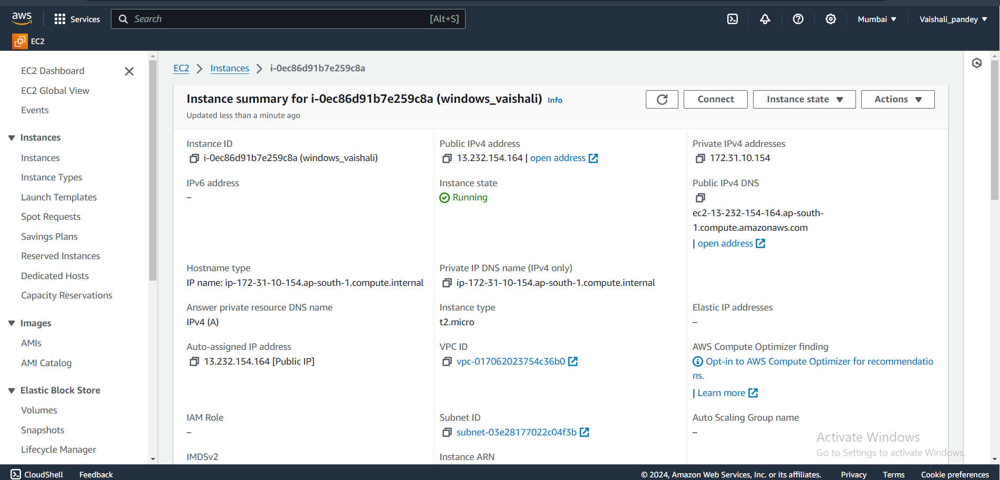 aws
Services
Search
[Alt+S]
Mumbai
Vaishali_pandey
EC2
EC2 Dashboard
EC2 Global View
Events
Instances
Instances
Instance Types
Launch Templates
Spot Requests
Savings Plans
Reserved Instances
Dedicated Hosts
Capacity Reservations
Images
AMIs
AMI Catalog
Elastic Block Store
Volumes
Snapshots
Lifecycle Manager
EC2 > Instances > i-0ec86d91b7e259c8a
Instance summary for i-0ec86d91b7e259c8a (windows_vaishali) Info
Updated less than a minute ago
Connect
Instance state
Actions
Instance ID
i-0ec86d91b7e259c8a (windows_vaishali)
Public IPv4 address
13.232.154.164 | open address
Private IPv4 addresses
172.31.10.154
IPv6 address
–
Instance state
Running
Public IPv4 DNS
ec2-13-232-154-164.ap-south-
1.compute.amazonaws.com
| open address
Hostname type
IP name: ip-172-31-10-154.ap-south-1.compute.internal
Private IP DNS name (IPv4 only)
ip-172-31-10-154.ap-south-1.compute.internal
Answer private resource DNS name
IPv4 (A)
Instance type
t2.micro
Elastic IP addresses
–
Auto-assigned IP address
13.232.154.164 [Public IP]
VPC ID
vpc-017062023754c36b0
AWS Compute Optimizer finding
Opt-in to AWS Compute Optimizer for recommendatio
ns.
| Learn more
IAM Role
–
Subnet ID
subnet-03e28177022c04f3b
Auto Scaling Group name
–
IMDSv2
Instance ARN
Activate Windows
Go to Settings to activate Windows.
CloudShell
Feedback
© 2024, Amazon Web Services, Inc. or its affiliates.
Privacy
Terms
Cookie preferences